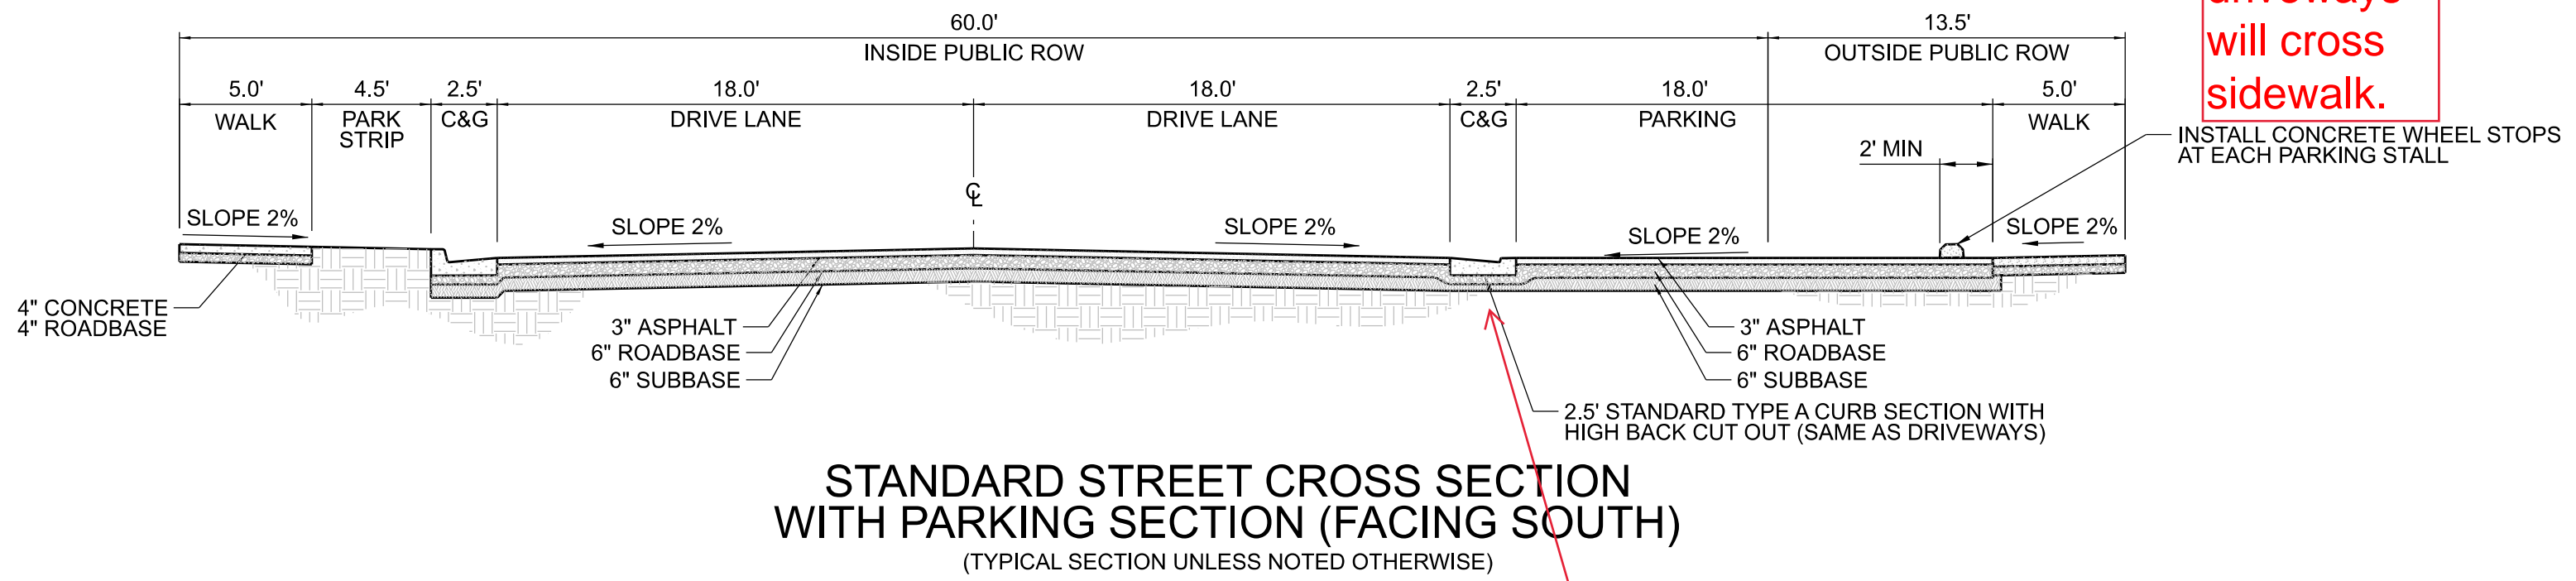 driveways
will cross
sidewalk.
60.0'
INSIDE PUBLIC ROW
13.5'
OUTSIDE PUBLIC ROW
5.0'
WALK
4.5'
PARK
STRIP
2.5'
C&G
18.0'
DRIVE LANE
18.0'
DRIVE LANE
2.5'
C&G
18.0'
PARKING
5.0'
WALK
2' MIN
INSTALL CONCRETE WHEEL STOPS
AT EACH PARKING STALL
℄
SLOPE 2%
SLOPE 2%
SLOPE 2%
SLOPE 2%
SLOPE 2%
4" CONCRETE
4" ROADBASE
3" ASPHALT
6" ROADBASE
6" SUBBASE
3" ASPHALT
6" ROADBASE
6" SUBBASE
2.5' STANDARD TYPE A CURB SECTION WITH
HIGH BACK CUT OUT (SAME AS DRIVEWAYS)
STANDARD STREET CROSS SECTION
WITH PARKING SECTION (FACING SOUTH)
(TYPICAL SECTION UNLESS NOTED OTHERWISE)